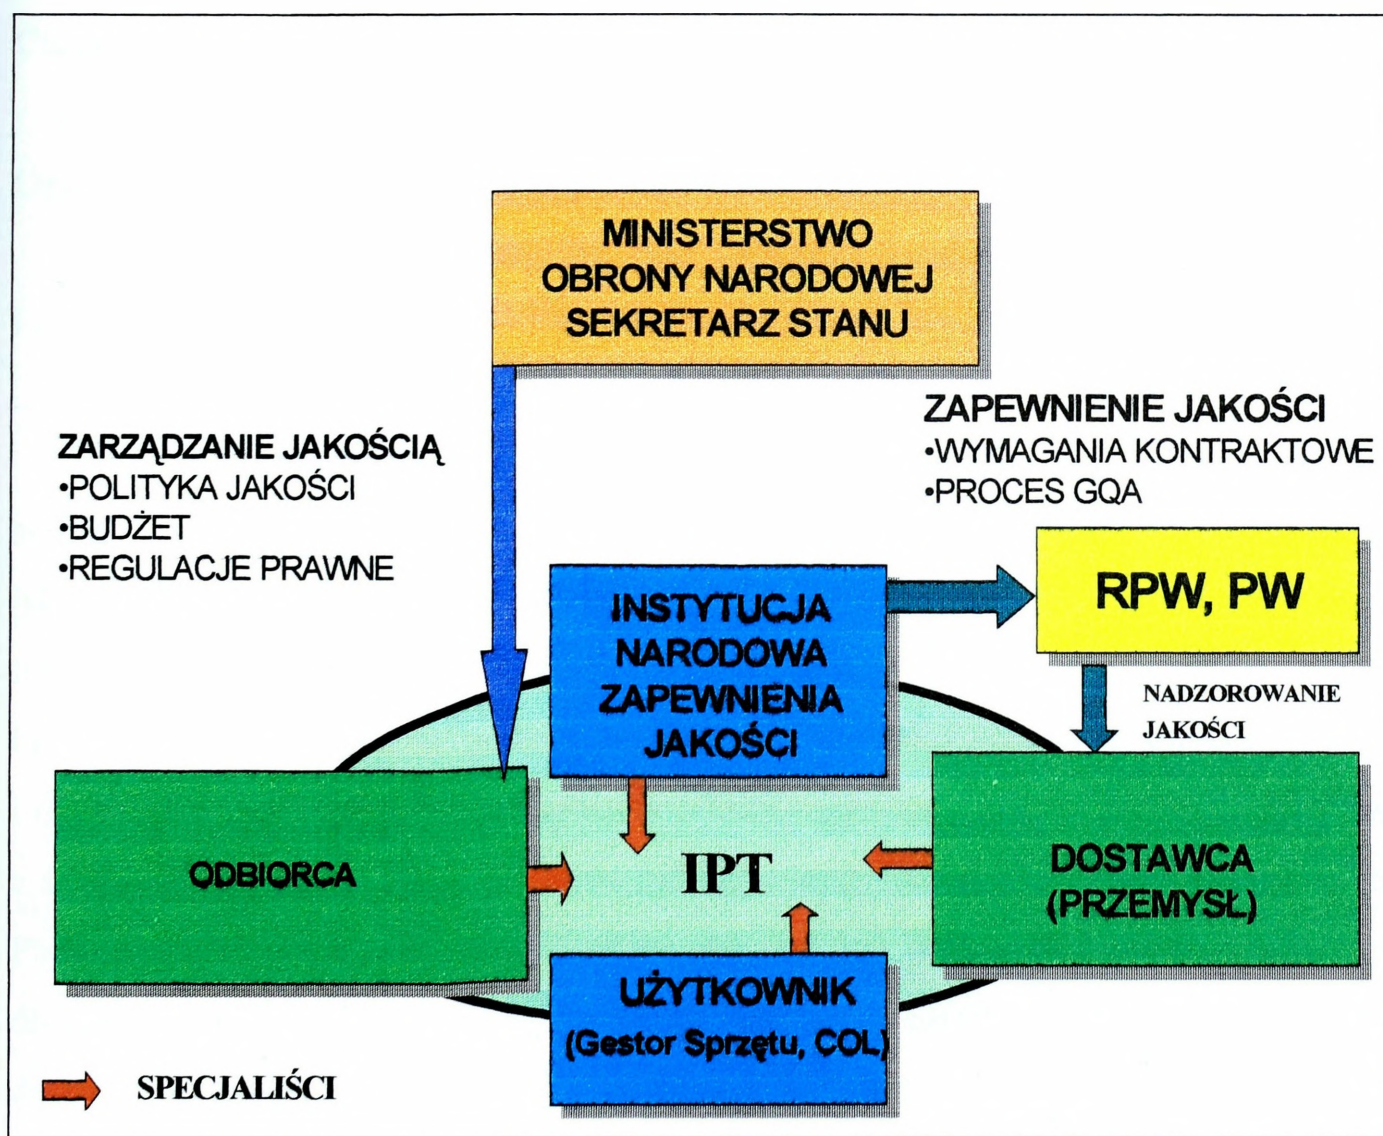 MINISTERSTWO
OBRONY NARODOWEJ
SEKRETARZ STANU
ZARZĄDZANIE JAKOŚCIĄ
•POLITYKA JAKOŚCI
•BUDŻET
•REGULACJE PRAWNE
ZAPEWNIENIE JAKOŚCI
•WYMAGANIA KONTRAKTOWE
•PROCES GQA
INSTYTUCJA
NARODOWA
ZAPEWNIENIA
JAKOŚCI
RPW, PW
NADZOROWANIE
JAKOŚCI
ODBIORCA
IPT
DOSTAWCA
(PRZEMYSŁ)
UŻYTKOWNIK
(Gestor Sprzętu, COL)
SPECJALIŚCI